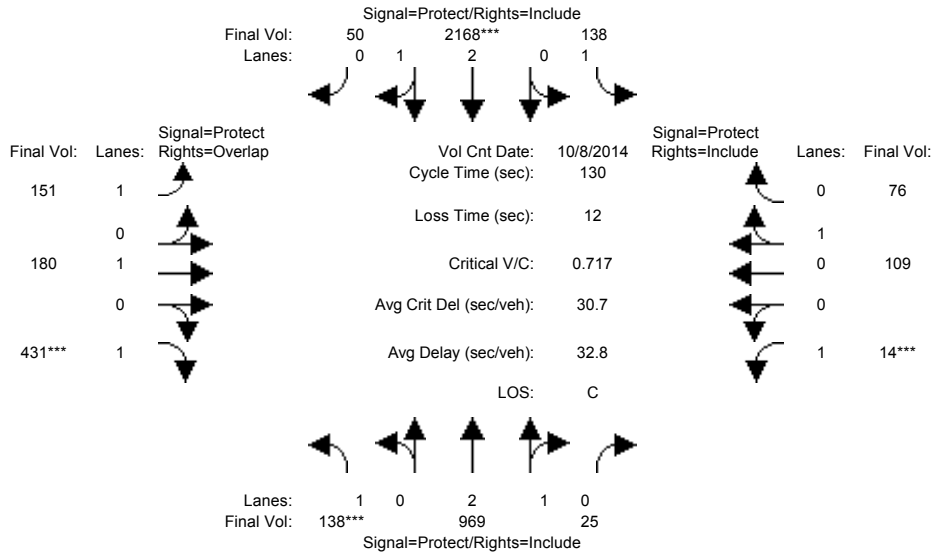 Signal=Protect/Rights=Include
Final Vol: 50 2168*** 138
Lanes: 0 1 2 0 1
Signal=Protect
Final Vol: Lanes: Rights=Overlap
Vol Cnt Date: 10/8/2014
Signal=Protect
Rights=Include Lanes: Final Vol:
Cycle Time (sec): 130
151 1
0 76
Loss Time (sec): 12
0
1
180 1
Critical V/C: 0.717
0 109
0
Avg Crit Del (sec/veh): 30.7
0
431*** 1
Avg Delay (sec/veh): 32.8
1 14***
LOS: C
Lanes: 1 0 2 1 0
Final Vol: 138*** 969 25
Signal=Protect/Rights=Include